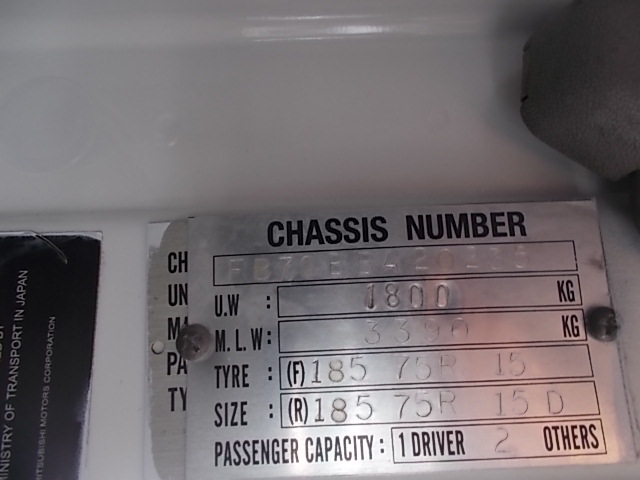 CHASSIS NUMBER
U.W : 1800 KG
M.L.W: 3390 KG
TYRE : (F) 185 75R 15
SIZE : (R) 185 75R 15 D
PASSENGER CAPACITY : 1 DRIVER 2 OTHERS
CH
UN
MA
PA
TY
MINISTRY OF TRANSPORT IN JAPAN
MITSUBISHI MOTORS CORPORATION